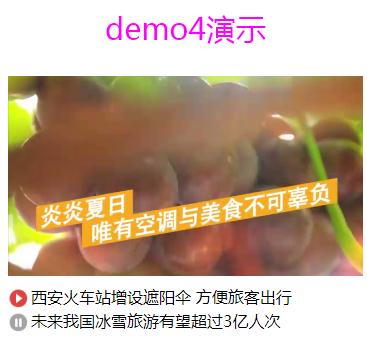 demo4演示
炎炎夏日
唯有空调与美食不可辜负
西安火车站增设遮阳伞 方便旅客出行
未来我国冰雪旅游有望超过3亿人次